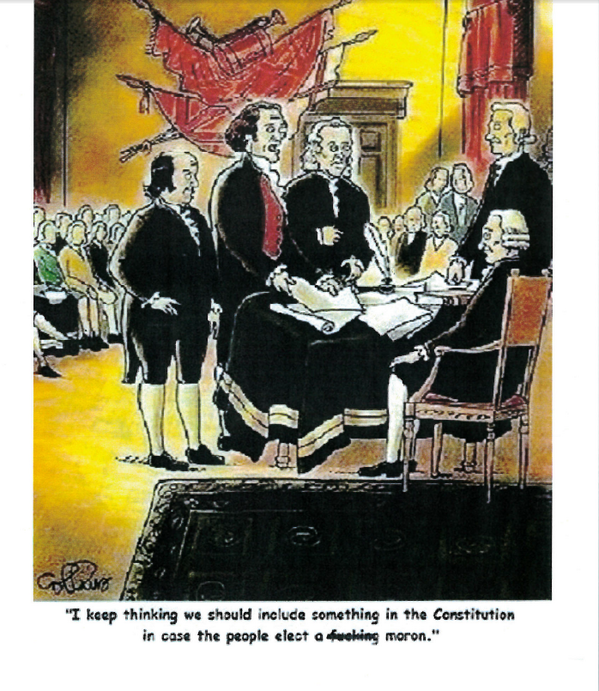 "I keep thinking we should include something in the Constitution
in case the people elect a fucking moron."